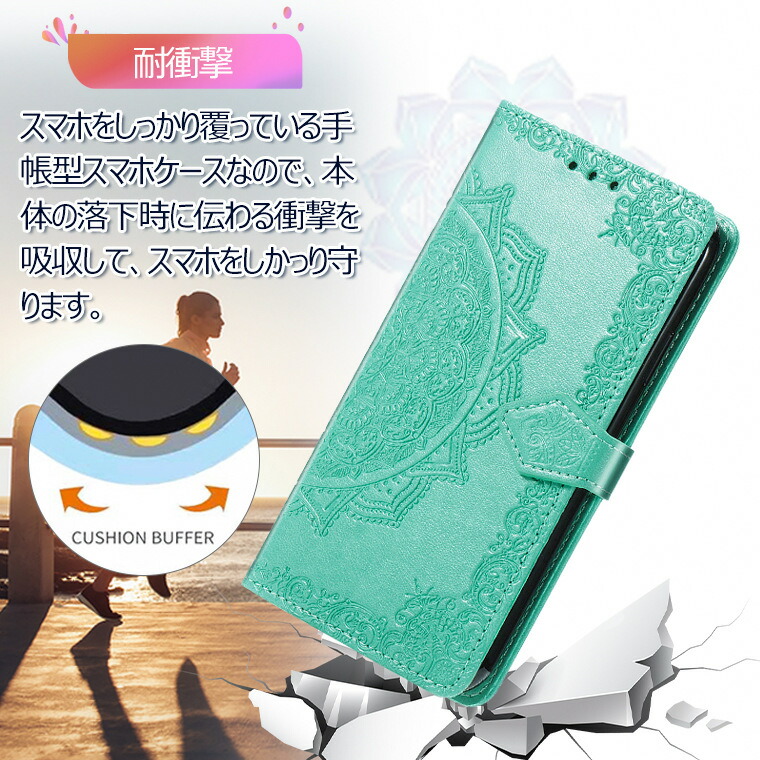 耐衝撃
スマホをしっかり覆っている手
帳型スマホケースなので、本
体の落下時に伝わる衝撃を
吸収して、スマホをしかっり守
ります。
CUSHION BUFFER